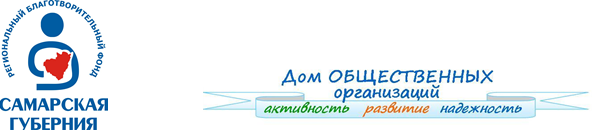 РЕГИОНАЛЬНЫЙ БЛАГОТВОРИТЕЛЬНЫЙ ФОНД
САМАРСКАЯ
ГУБЕРНИЯ
Дом ОБЩЕСТВЕННЫХ
организаций
активность развитие надежность